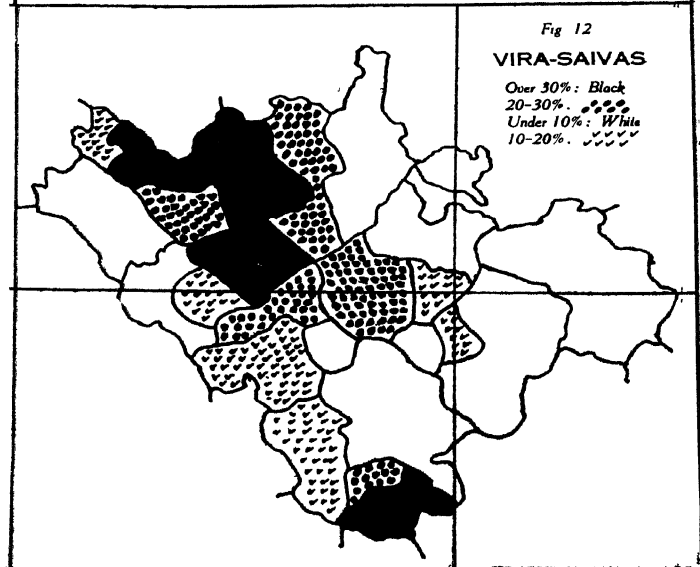 Fig 12
VIRA-SAIVAS
Over 30%: Black
20-30%.
Under 10%: White
10-20%.